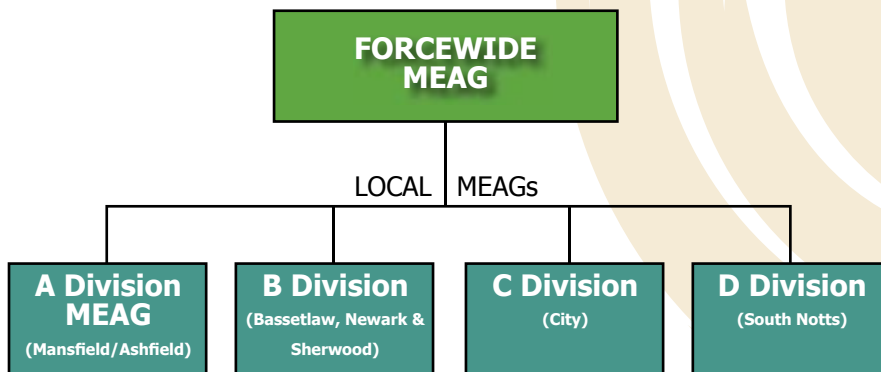 FORCEWIDE
MEAG
LOCAL MEAGs
A Division
MEAG
(Mansfield/Ashfield)
B Division
(Bassetlaw, Newark &
Sherwood)
C Division
(City)
D Division
(South Notts)